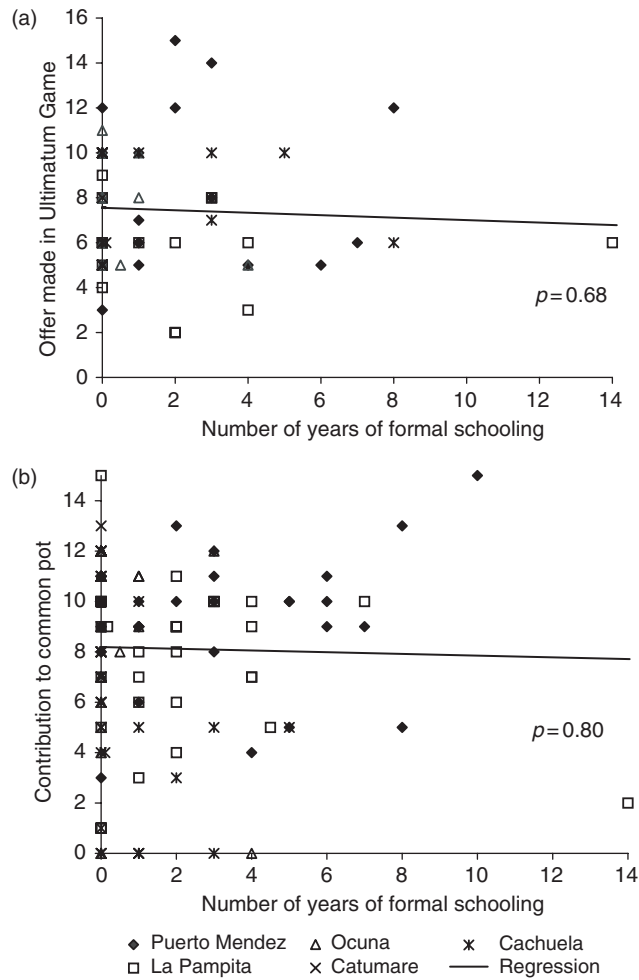 (a)
16
14
12
10
8
6
4
2
0
Offer made in Ultimatum Game
p=0.68
0 2 4 6 8 10 12 14
Number of years of formal schooling
(b)
14
12
10
8
6
4
2
0
Contribution to common pot
p=0.80
0 2 4 6 8 10 12 14
Number of years of formal schooling
Puerto Mendez Ocuna Cachuela
La Pampita Catumare Regression